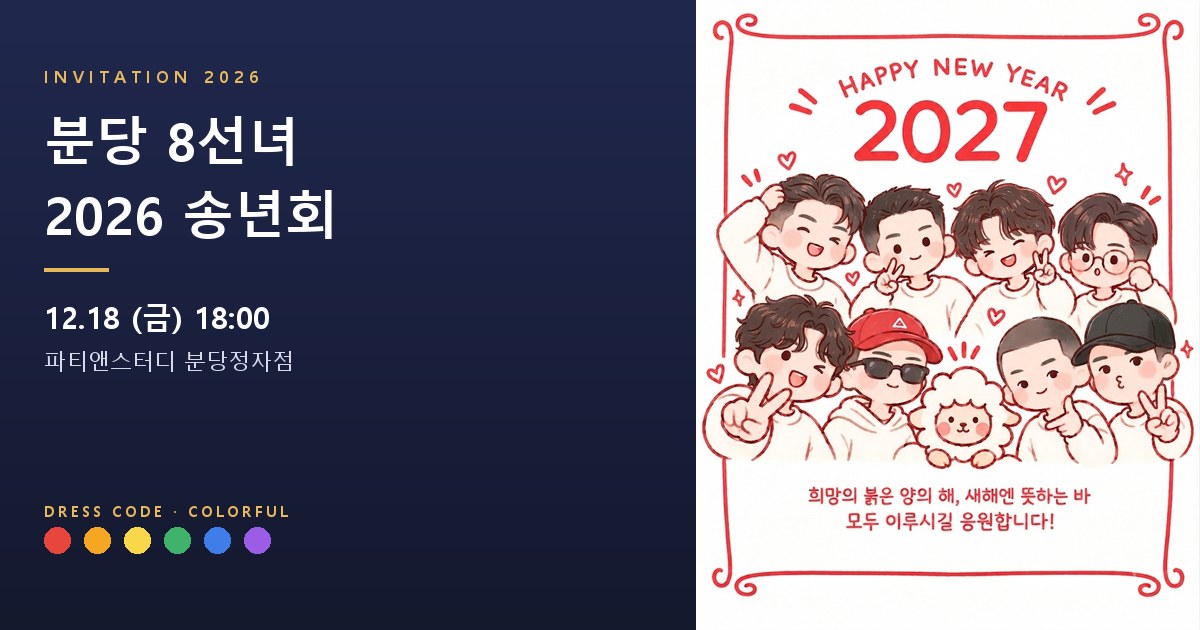 INVITATION 2026
분당 8선녀
2026 송년회
12.18 (금) 18:00
파티앤스터디 분당정자점
DRESS CODE · COLORFUL
HAPPY NEW YEAR
2027
희망의 붉은 양의 해, 새해엔 뜻하는 바
모두 이루시길 응원합니다!